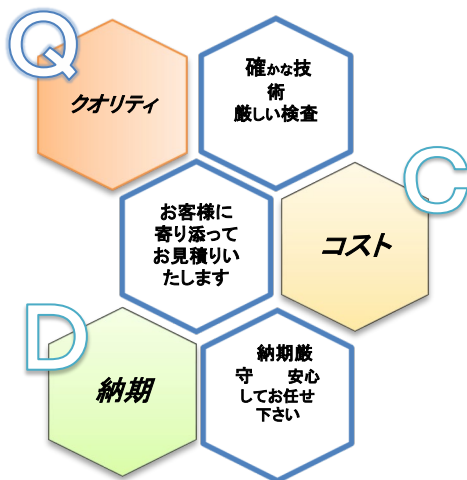 Q
クオリティ
確かな技
術
厳しい検査
お客様に
寄り添って
お見積りい
たします
C
コスト
D
納期
納期厳
守 安心
してお任せ
下さい